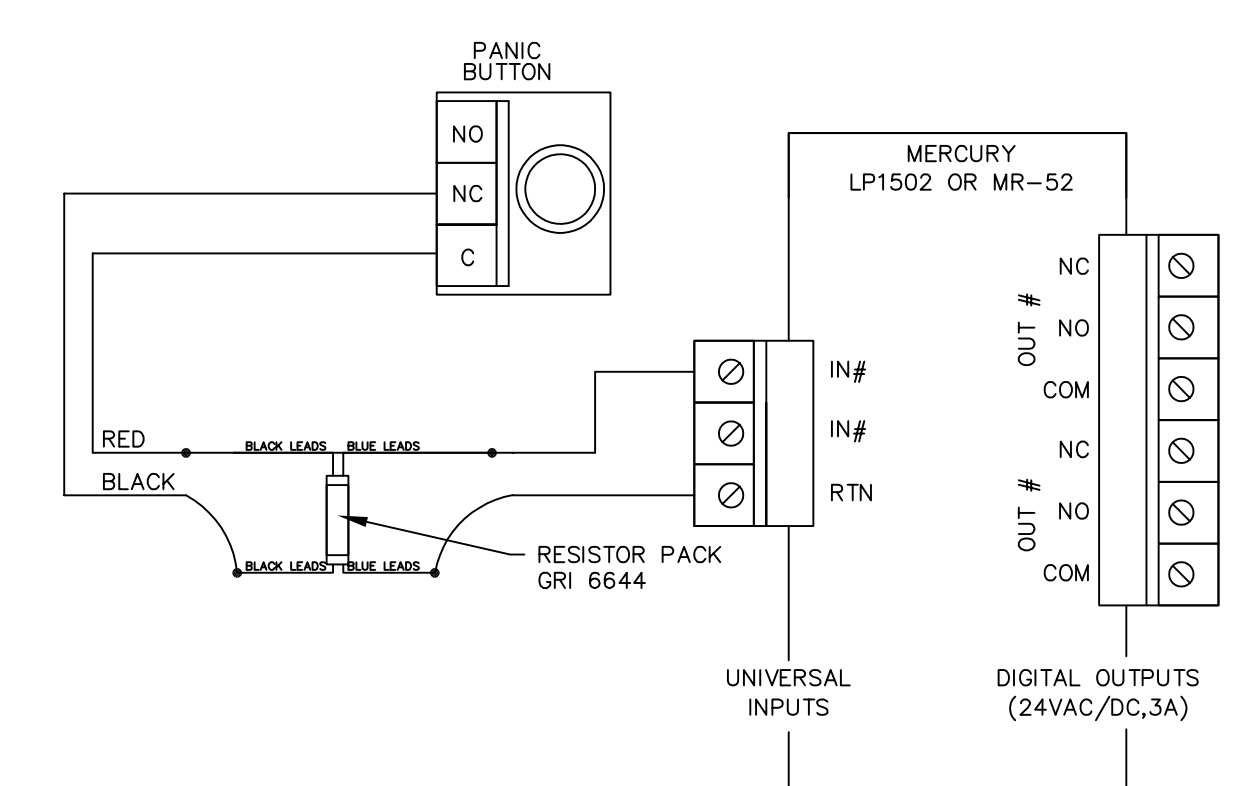 PANIC
BUTTON
NO
NC
C
MERCURY
LP1502 OR MR-52
NC
NO
COM
OUT #
NC
NO
COM
OUT #
IN#
IN#
RTN
RED
BLACK LEADS
BLUE LEADS
BLACK
BLACK LEADS
BLUE LEADS
RESISTOR PACK
GRI 6644
UNIVERSAL
INPUTS
DIGITAL OUTPUTS
(24VAC/DC,3A)